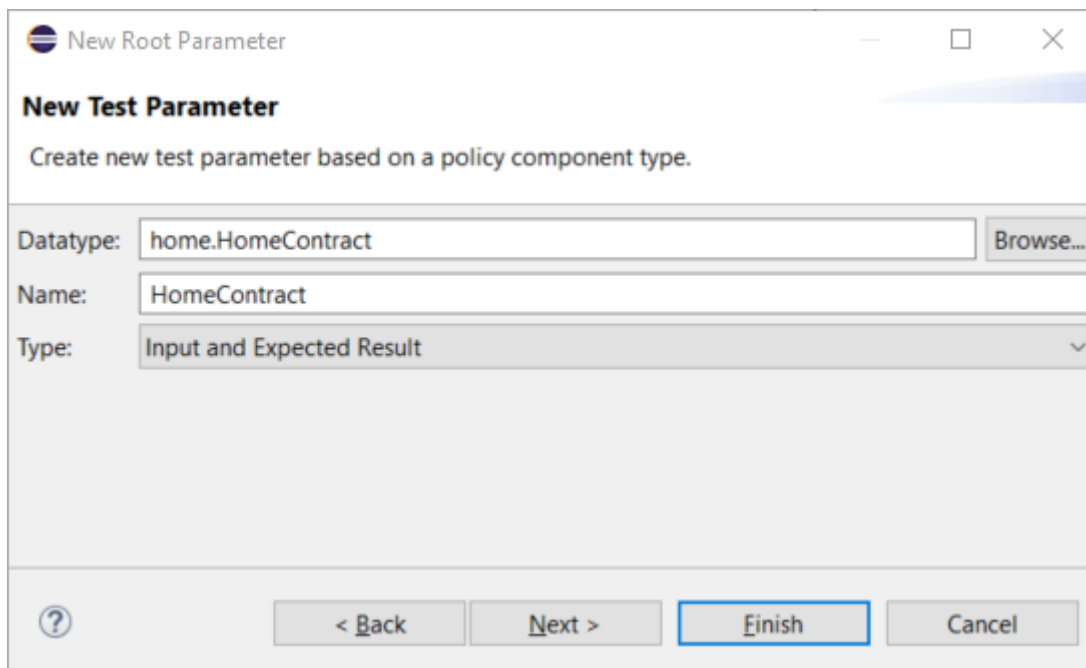 New Root Parameter
New Test Parameter
Create new test parameter based on a policy component type.
Datatype: home.HomeContract Browse...
Name: HomeContract
Type: Input and Expected Result
? < Back Next > Finish Cancel